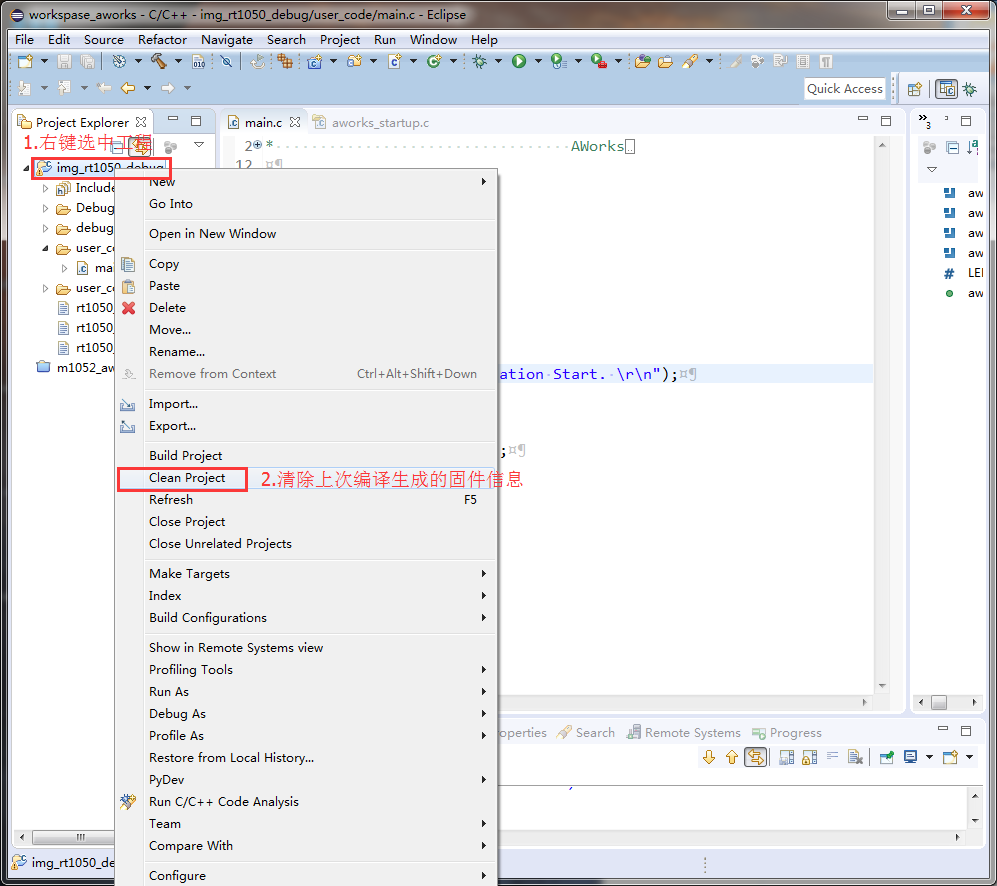 workspase_aworks - C/C++ - img_rt1050_debug/user_code/main.c - Eclipse
File Edit Source Refactor Navigate Search Project Run Window Help
Quick Access
Project Explorer
main.c
aworks_startup.c
1.右键选中工程
2
*
AWorks
12
img_rt1050_debug
Include
Debug
debug
user_co
mai
user_co
rt1050_
rt1050_
rt1050_
m1052_aw
New
Go Into
Open in New Window
Copy
Paste
Delete
Move...
Rename...
Remove from Context Ctrl+Alt+Shift+Down
Import...
Export...
Build Project
Clean Project
2.清除上次编译生成的固件信息
Refresh F5
Close Project
Close Unrelated Projects
Make Targets
Index
Build Configurations
Show in Remote Systems view
Profiling Tools
Run As
Debug As
Profile As
Restore from Local History...
PyDev
Run C/C++ Code Analysis
Team
Compare With
Configure
ation Start. \r\n");¤¶
;¤¶
3
aw
aw
aw
aw
# LE
aw
operties
Search
Remote Systems
Progress
img_rt1050_de